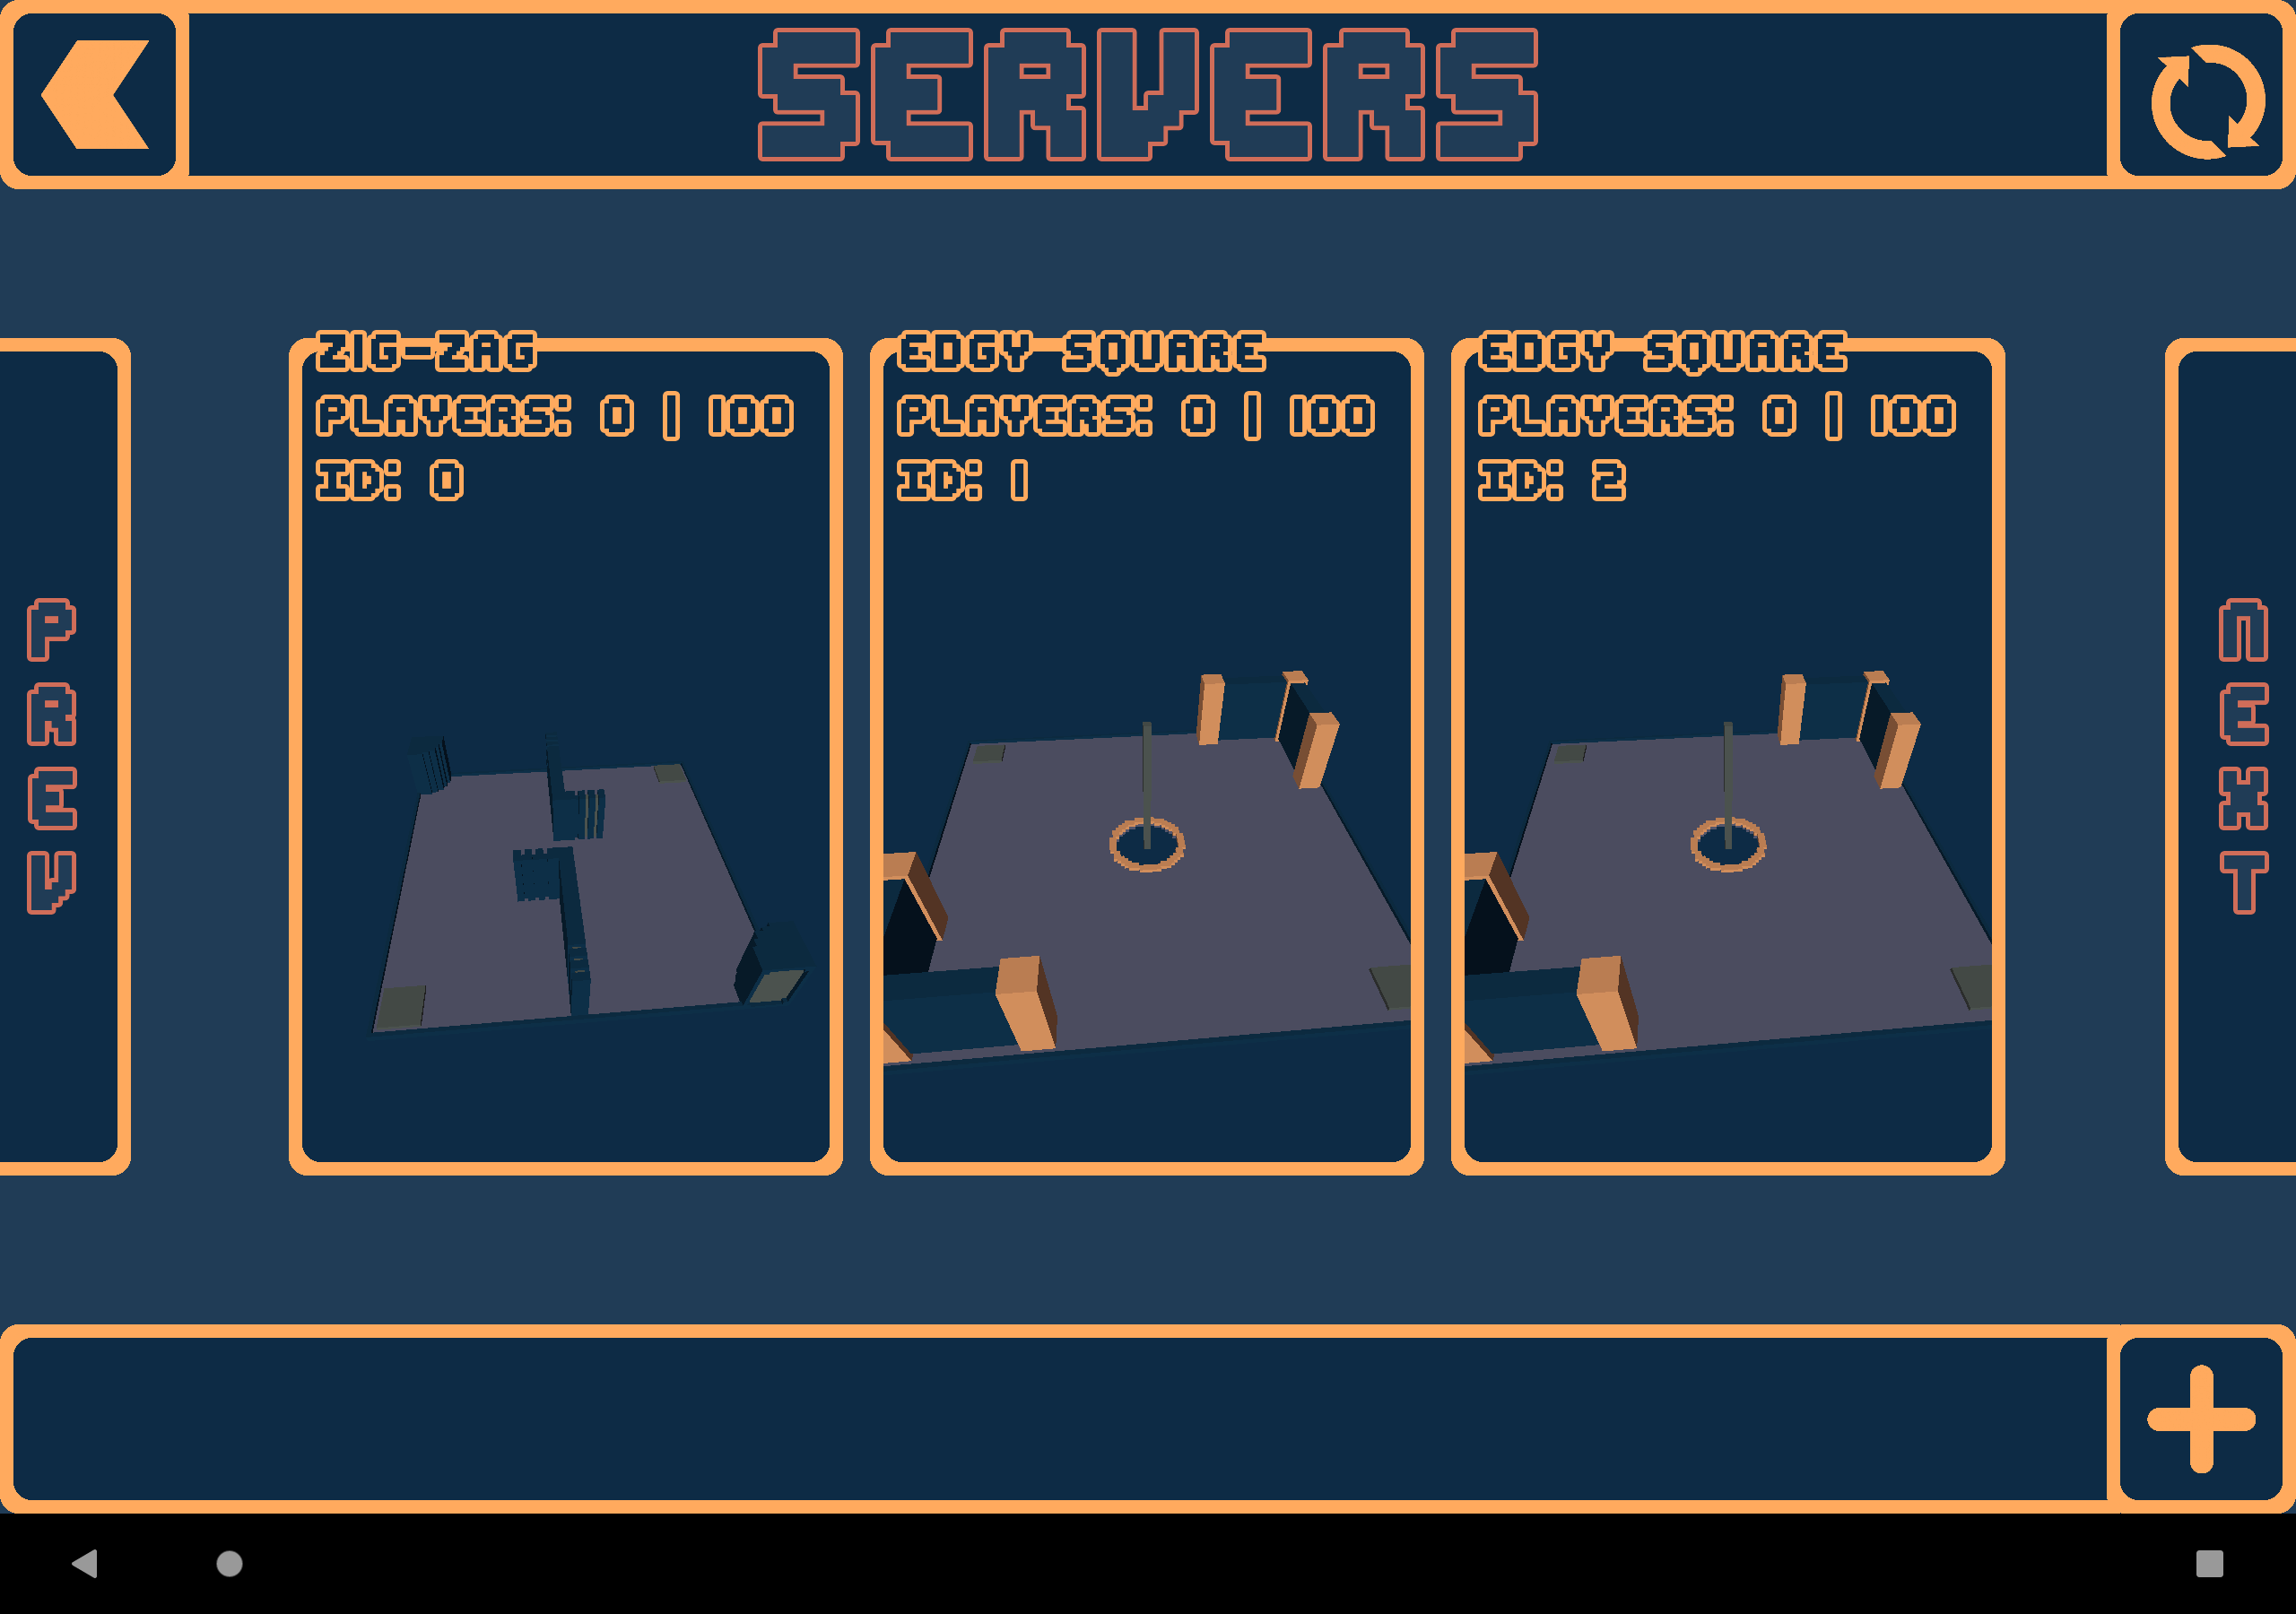 SERVERS
ZIG-ZAG
PLAYERS: 0 | 100
ID: 0
EDGY SQUARE
PLAYERS: 0 | 100
ID: 1
EDGY SQUARE
PLAYERS: 0 | 100
ID: 2
PREV
NEXT